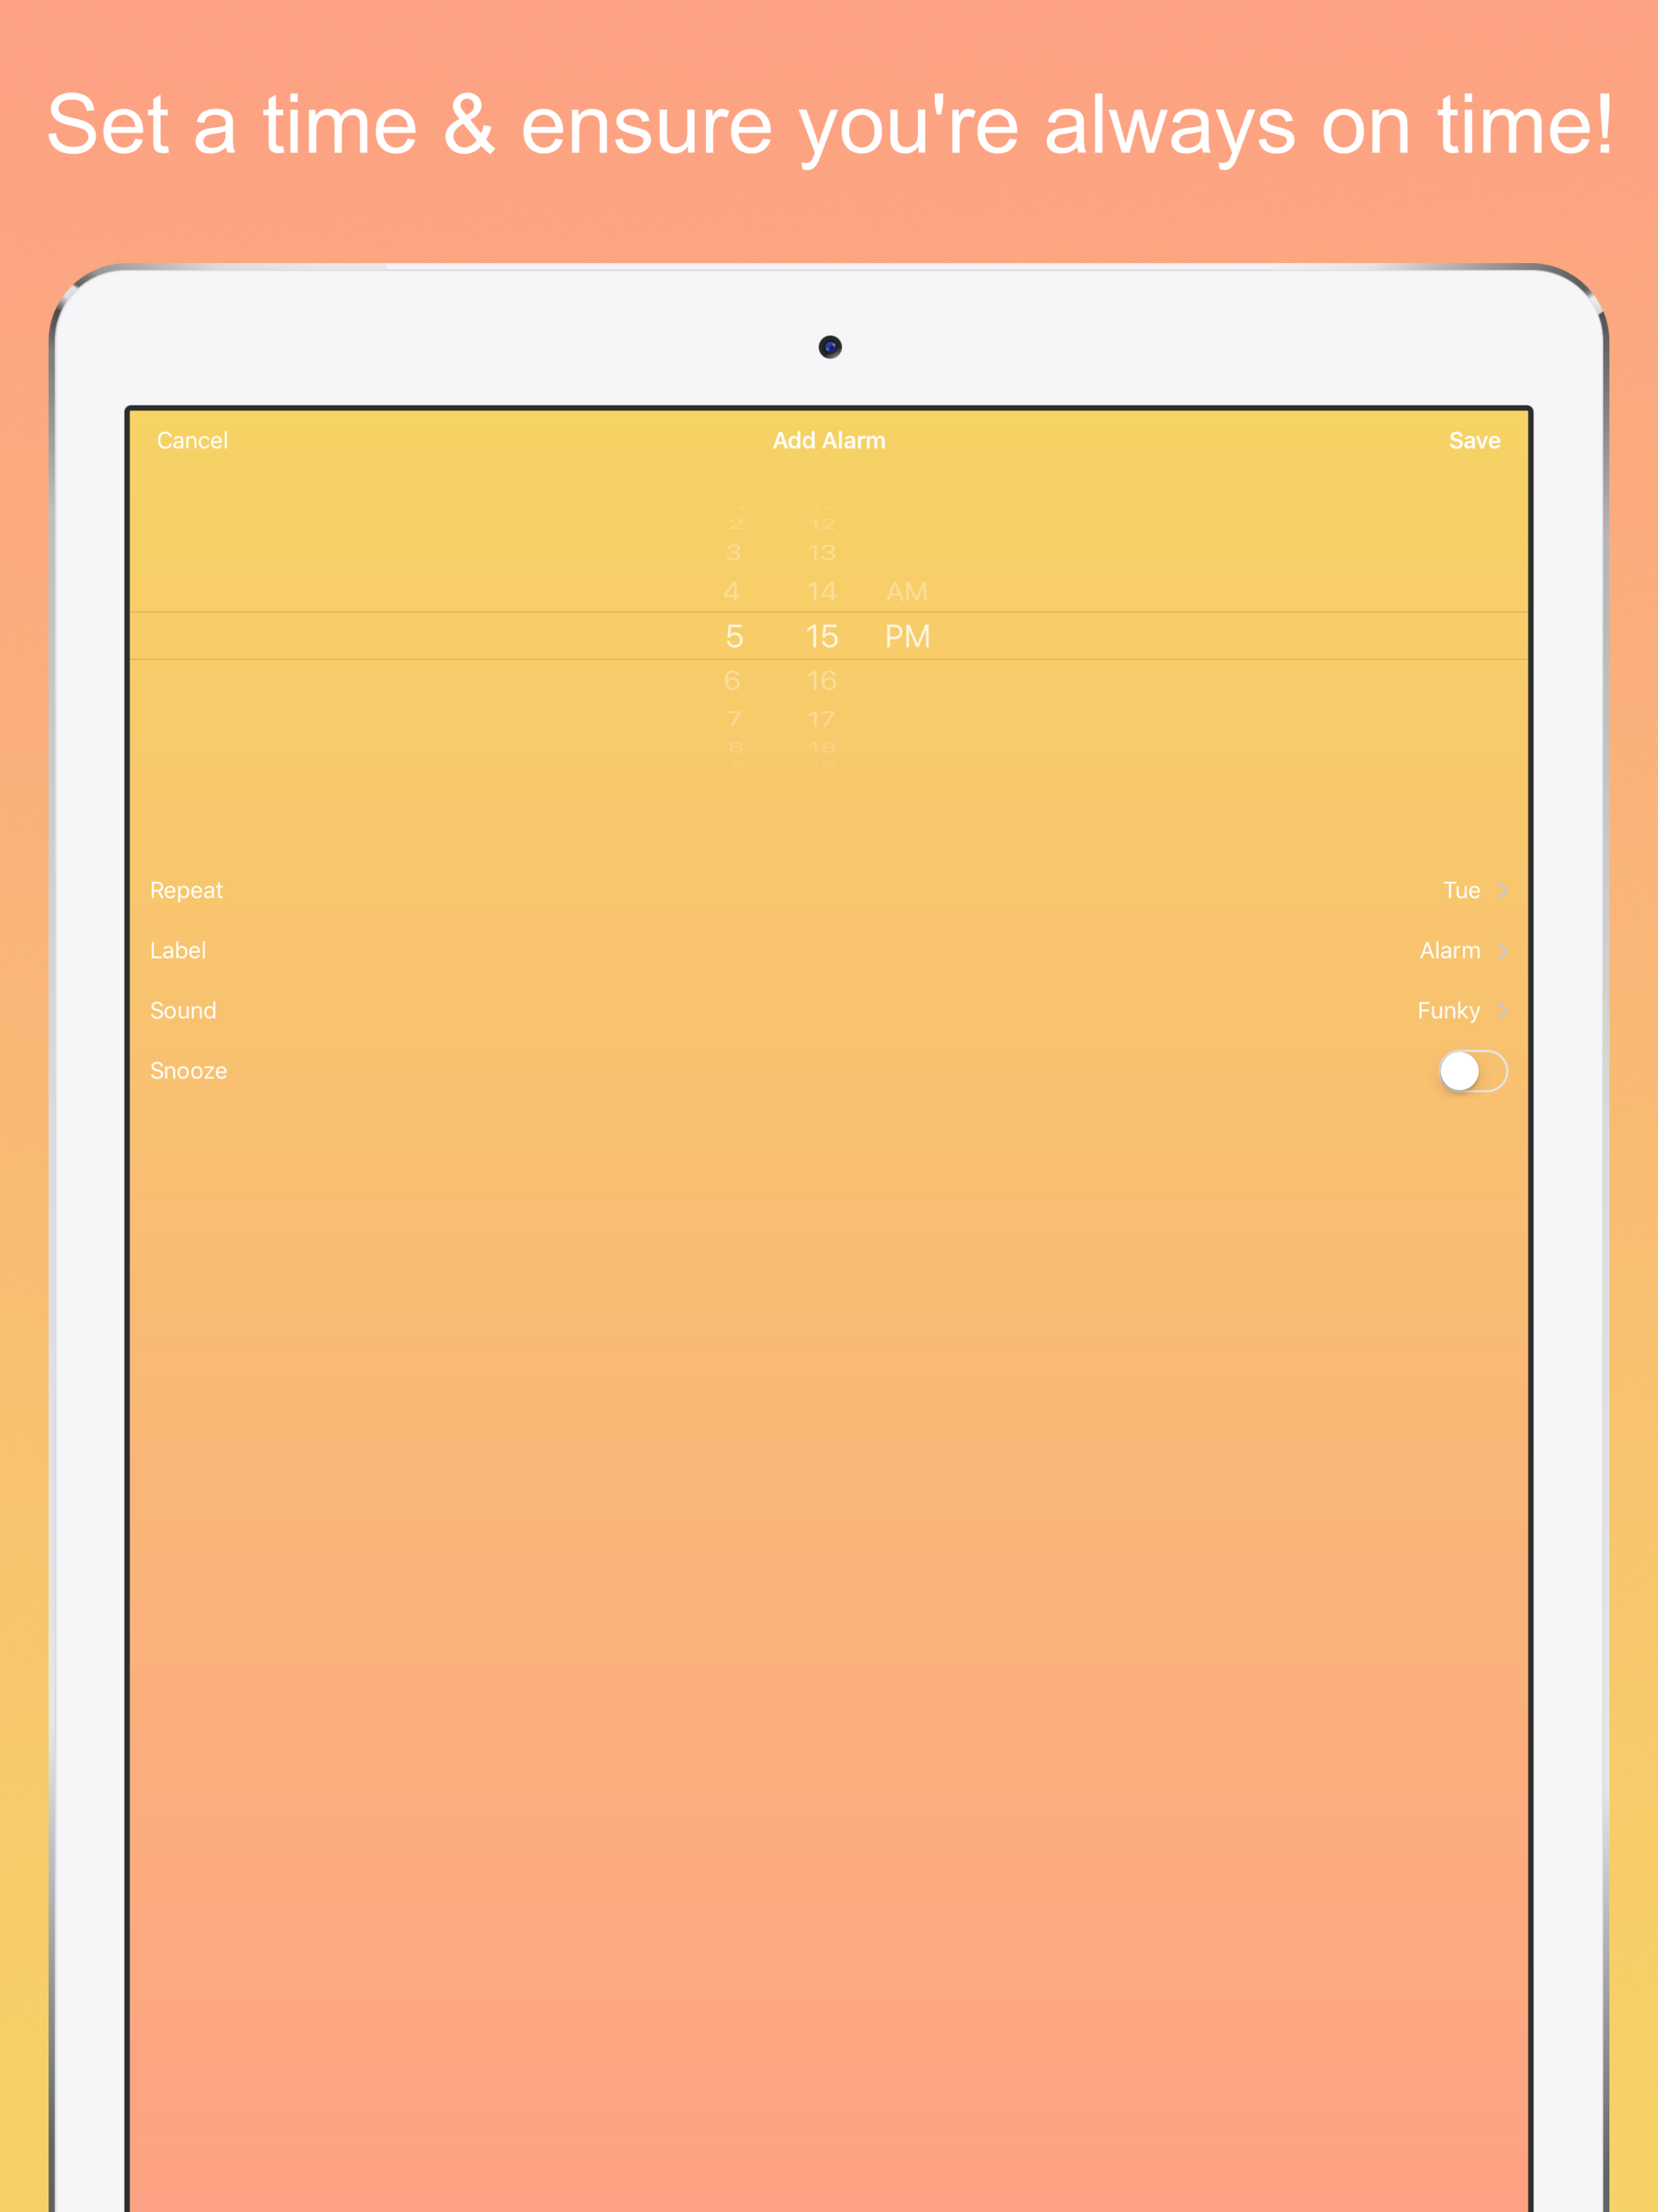 Set a time & ensure you're always on time!
Cancel Add Alarm Save
2 12
3 13
4 14 AM
5 15 PM
6 16
7 17
8 18
Repeat Tue
Label Alarm
Sound Funky
Snooze